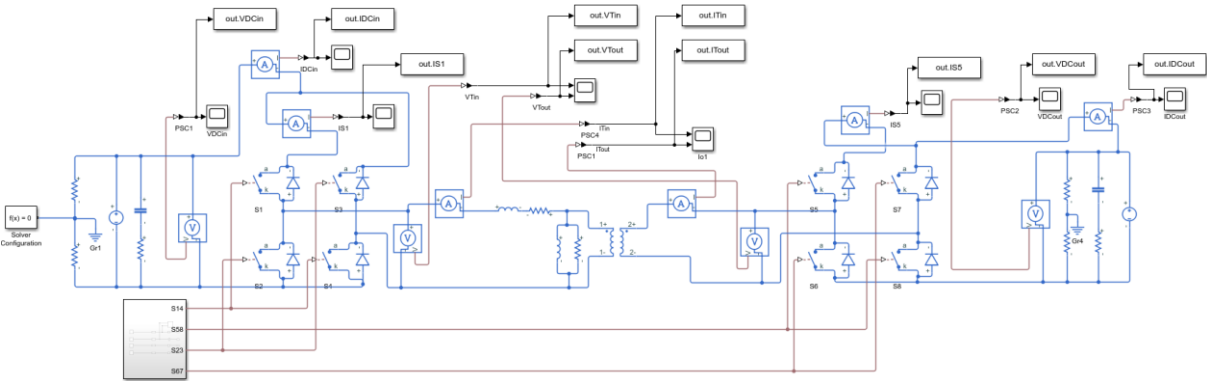 out.VDCin
out.IDCin
out.VTin
out.ITin
out.VTout
out.ITout
out.IS1
out.IS5
out.VDCout
out.IDCout
IDCin
PSC1
VDCin
IS1
VTin
VTout
ITin
PSC4
ITout
PSC1
Io1
IS5
PSC2
VDCout
PSC3
IDCout
f(x) = 0
Solver
Configuration
Gr1
S1
S3
S2
S4
1+
1-
2+
2-
S5
S7
S6
S8
Gr4
S14
S58
S23
S67